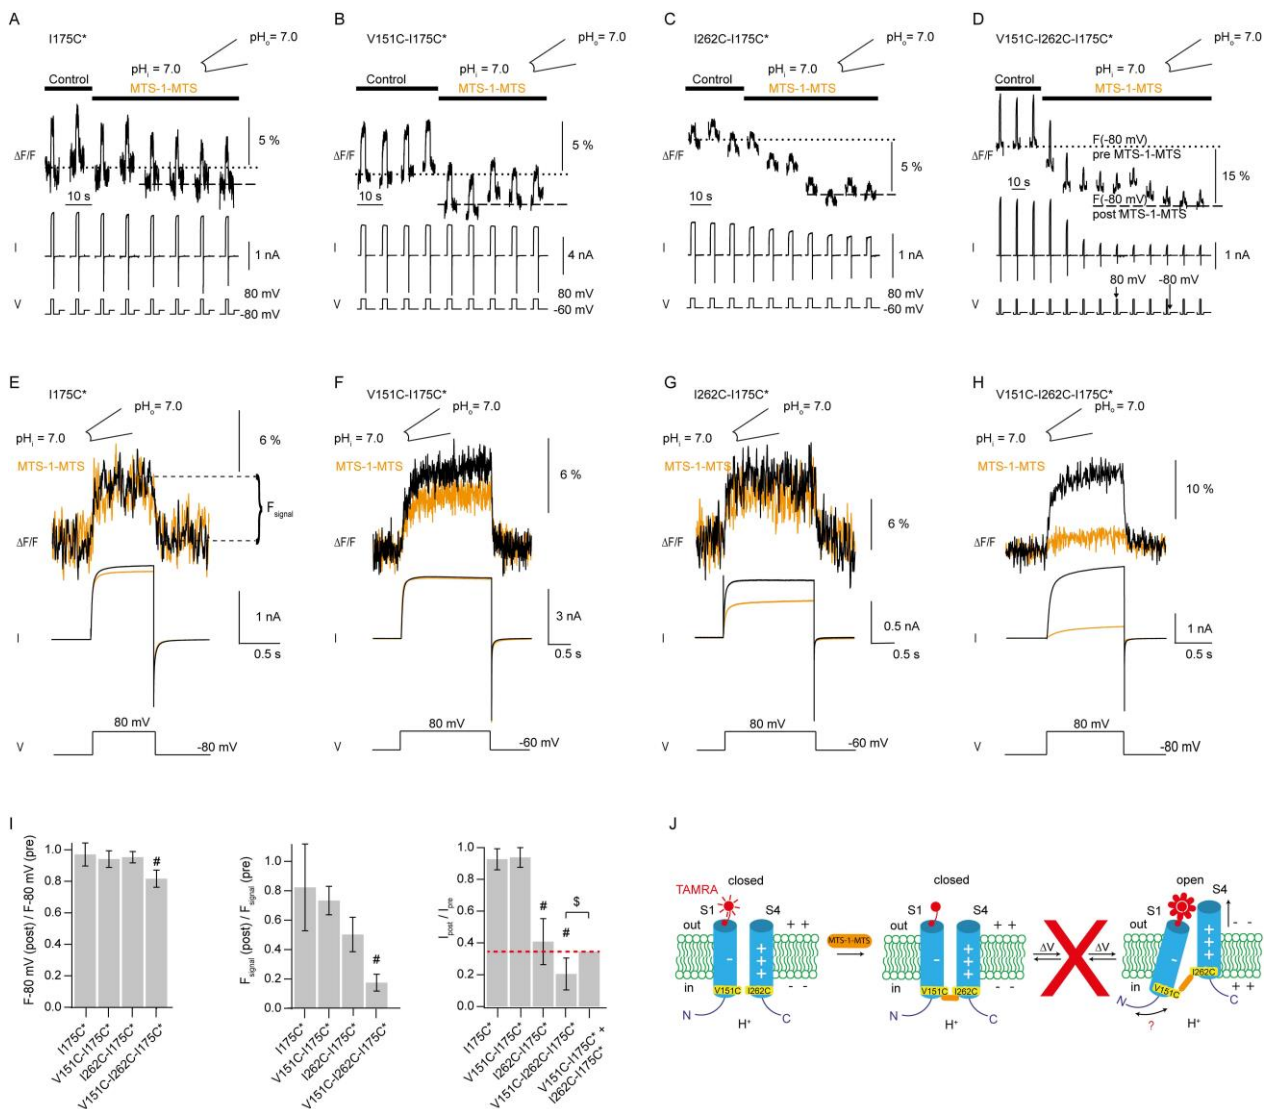 A
I175C*
pHo = 7.0
pHi = 7.0
Control
MTS-1-MTS
5 %
ΔF/F
10 s
I
1 nA
80 mV
V
-80 mV
B
V151C-I175C*
pHo = 7.0
pHi = 7.0
Control
MTS-1-MTS
5 %
ΔF/F
10 s
I
4 nA
80 mV
V
-60 mV
C
I262C-I175C*
pHo = 7.0
pHi = 7.0
Control
MTS-1-MTS
ΔF/F
5 %
10 s
I
1 nA
80 mV
V
-60 mV
D
V151C-I262C-I175C*
pHo = 7.0
pHi = 7.0
Control
MTS-1-MTS
F(-80 mV)
pre MTS-1-MTS
ΔF/F
15 %
10 s
F(-80 mV)
post MTS-1-MTS
I
1 nA
80 mV
-80 mV
V
E
I175C*
pHo = 7.0
pHi = 7.0
6 %
MTS-1-MTS
Fsignal
ΔF/F
1 nA
I
0.5 s
80 mV
V
-80 mV
F
V151C-I175C*
pHo = 7.0
pHi = 7.0
MTS-1-MTS
6 %
ΔF/F
3 nA
I
0.5 s
80 mV
V
-60 mV
G
I262C-I175C*
pHo = 7.0
pHi = 7.0
MTS-1-MTS
6 %
ΔF/F
0.5 nA
I
0.5 s
80 mV
V
-60 mV
H
V151C-I262C-I175C*
pHo = 7.0
pHi = 7.0
MTS-1-MTS
10 %
ΔF/F
1 nA
I
0.5 s
80 mV
V
-80 mV
I
F-80 mV (post) / F-80 mV (pre)
1.0
0.8
0.6
0.4
0.2
0.0
#
I175C*
V151C-I175C*
I262C-I175C*
V151C-I262C-I175C*
Fsignal (post) / Fsignal (pre)
1.0
0.8
0.6
0.4
0.2
0.0
#
I175C*
V151C-I175C*
I262C-I175C*
V151C-I262C-I175C*
Ipost / Ipre
1.0
0.8
0.6
0.4
0.2
0.0
#
#
$
I175C*
V151C-I175C*
I262C-I175C*
V151C-I262C-I175C*
V151C-I175C* ×
I262C-I175C*
J
TAMRA
closed
S1
S4
out
+ +
-
+
+
+
+
in
V151C
I262C
- -
N
C
H+
MTS-1-MTS
closed
S1
S4
out
+ +
-
+
+
+
+
in
V151C
I262C
- -
N
C
H+
ΔV
ΔV
open
S1
S4
out
- -
-
+
+
+
+
in
V151C
I262C
+ +
N
C
?
H+